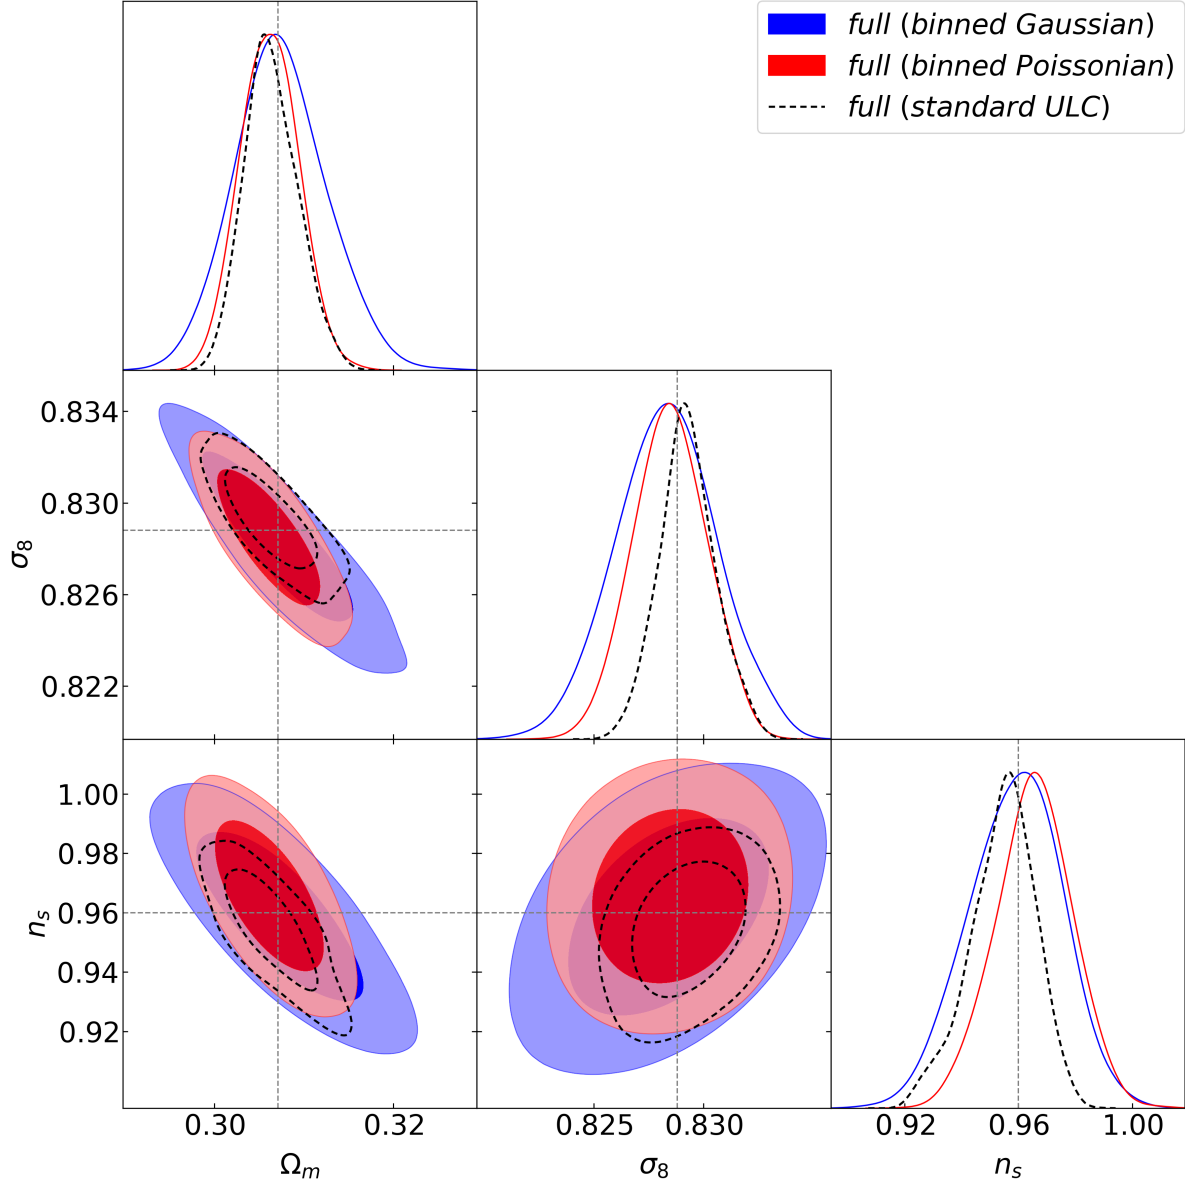 full (binned Gaussian)
full (binned Poissonian)
full (standard ULC)
0.834
0.830
0.826
0.822
σ8
1.00
0.98
0.96
0.94
0.92
ns
0.30 0.32 0.825 0.830 0.92 0.96 1.00
Ωm σ8 ns